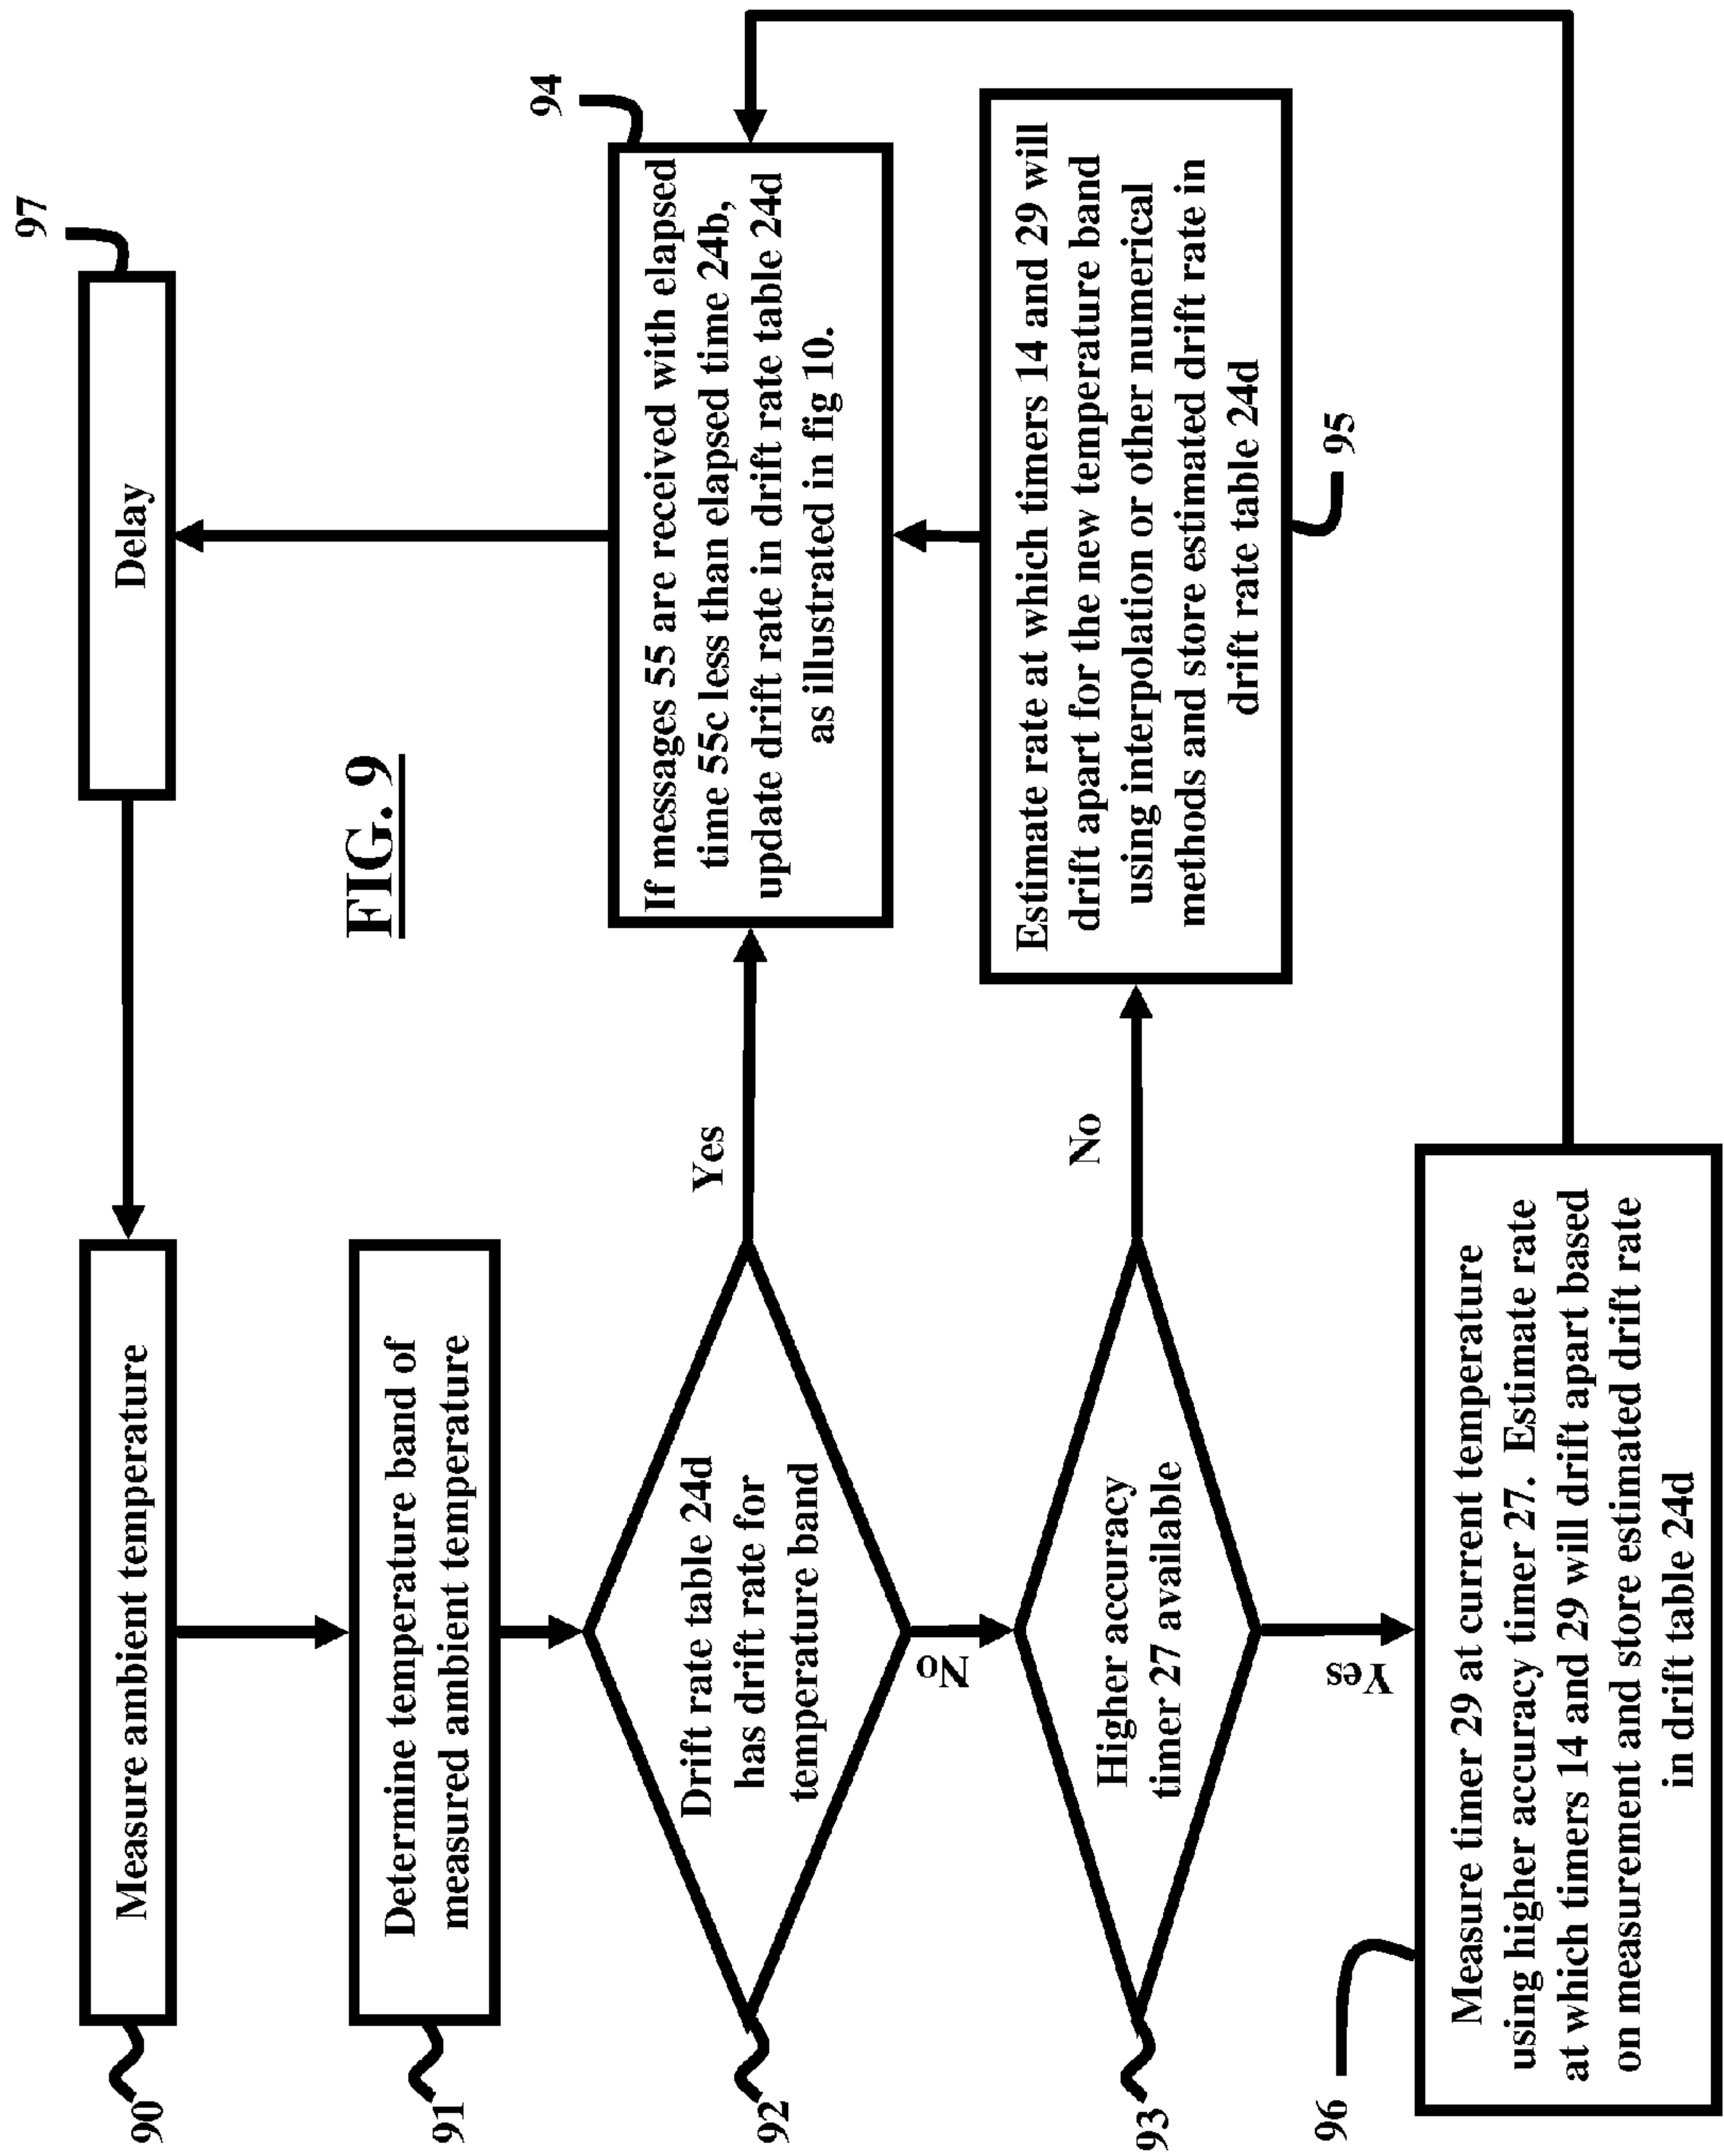 FIG. 9
90
Measure ambient temperature
Delay
97
91
Determine temperature band of
measured ambient temperature
92
Drift rate table 24d
has drift rate for
temperature band
Yes
No
94
If messages 55 are received with elapsed
time 55c less than elapsed time 24b,
update drift rate in drift rate table 24d
as illustrated in fig 10.
93
Higher accuracy
timer 27 available
No
Yes
Estimate rate at which timers 14 and 29 will
drift apart for the new temperature band
using interpolation or other numerical
methods and store estimated drift rate in
drift rate table 24d
95
96
Measure timer 29 at current temperature
using higher accuracy timer 27. Estimate rate
at which timers 14 and 29 will drift apart based
on measurement and store estimated drift rate
in drift table 24d